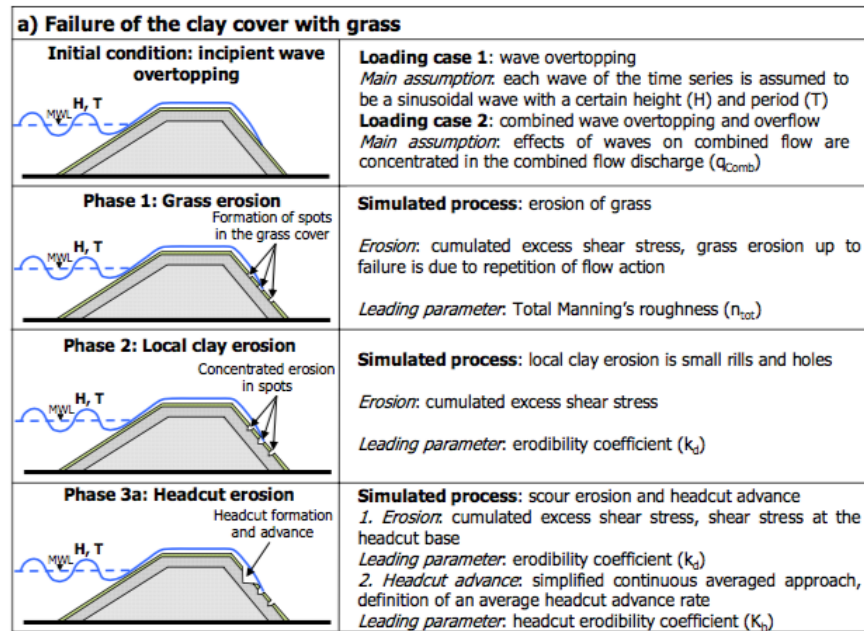 a) Failure of the clay cover with grass
Initial condition: incipient wave
overtopping
H, T
MWL
Loading case 1: wave overtopping
Main assumption: each wave of the time series is assumed to
be a sinusoidal wave with a certain height (H) and period (T)
Loading case 2: combined wave overtopping and overflow
Main assumption: effects of waves on combined flow are
concentrated in the combined flow discharge (qComb)
Phase 1: Grass erosion
Formation of spots
in the grass cover
H, T
MWL
Simulated process: erosion of grass
Erosion: cumulated excess shear stress, grass erosion up to
failure is due to repetition of flow action
Leading parameter: Total Manning's roughness (ntot)
Phase 2: Local clay erosion
Concentrated erosion
in spots
H, T
MWL
Simulated process: local clay erosion is small rills and holes
Erosion: cumulated excess shear stress
Leading parameter: erodibility coefficient (kd)
Phase 3a: Headcut erosion
Headcut formation
and advance
H, T
MWL
Simulated process: scour erosion and headcut advance
1. Erosion: cumulated excess shear stress, shear stress at the
headcut base
Leading parameter: erodibility coefficient (kd)
2. Headcut advance: simplified continuous averaged approach,
definition of an average headcut advance rate
Leading parameter: headcut erodibility coefficient (Kh)